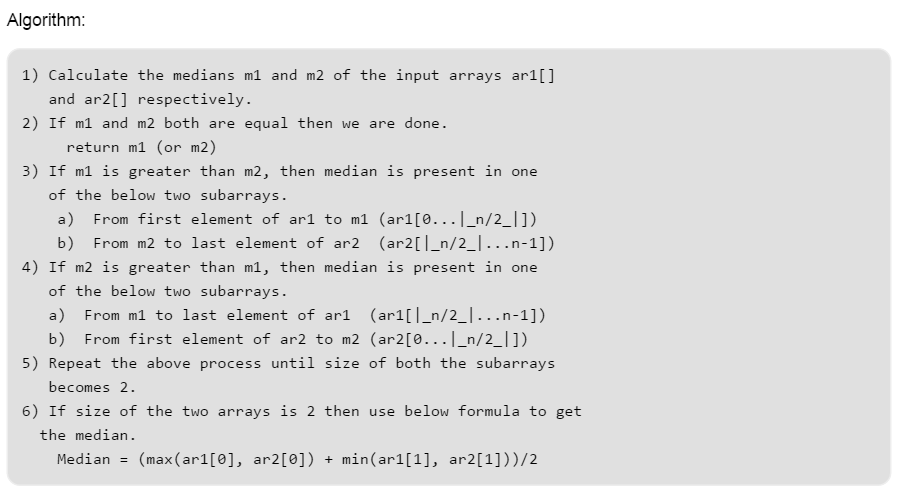 Algorithm:
1) Calculate the medians m1 and m2 of the input arrays ar1[]
and ar2[] respectively.
2) If m1 and m2 both are equal then we are done.
return m1 (or m2)
3) If m1 is greater than m2, then median is present in one
of the below two subarrays.
a)  From first element of ar1 to m1 (ar1[0...|_n/2_|])
b)  From m2 to last element of ar2  (ar2[|_n/2_|...n-1])
4) If m2 is greater than m1, then median is present in one
of the below two subarrays.
a)  From m1 to last element of ar1  (ar1[|_n/2_|...n-1])
b)  From first element of ar2 to m2 (ar2[0...|_n/2_|])
5) Repeat the above process until size of both the subarrays
becomes 2.
6) If size of the two arrays is 2 then use below formula to get
the median.
Median = (max(ar1[0], ar2[0]) + min(ar1[1], ar2[1]))/2